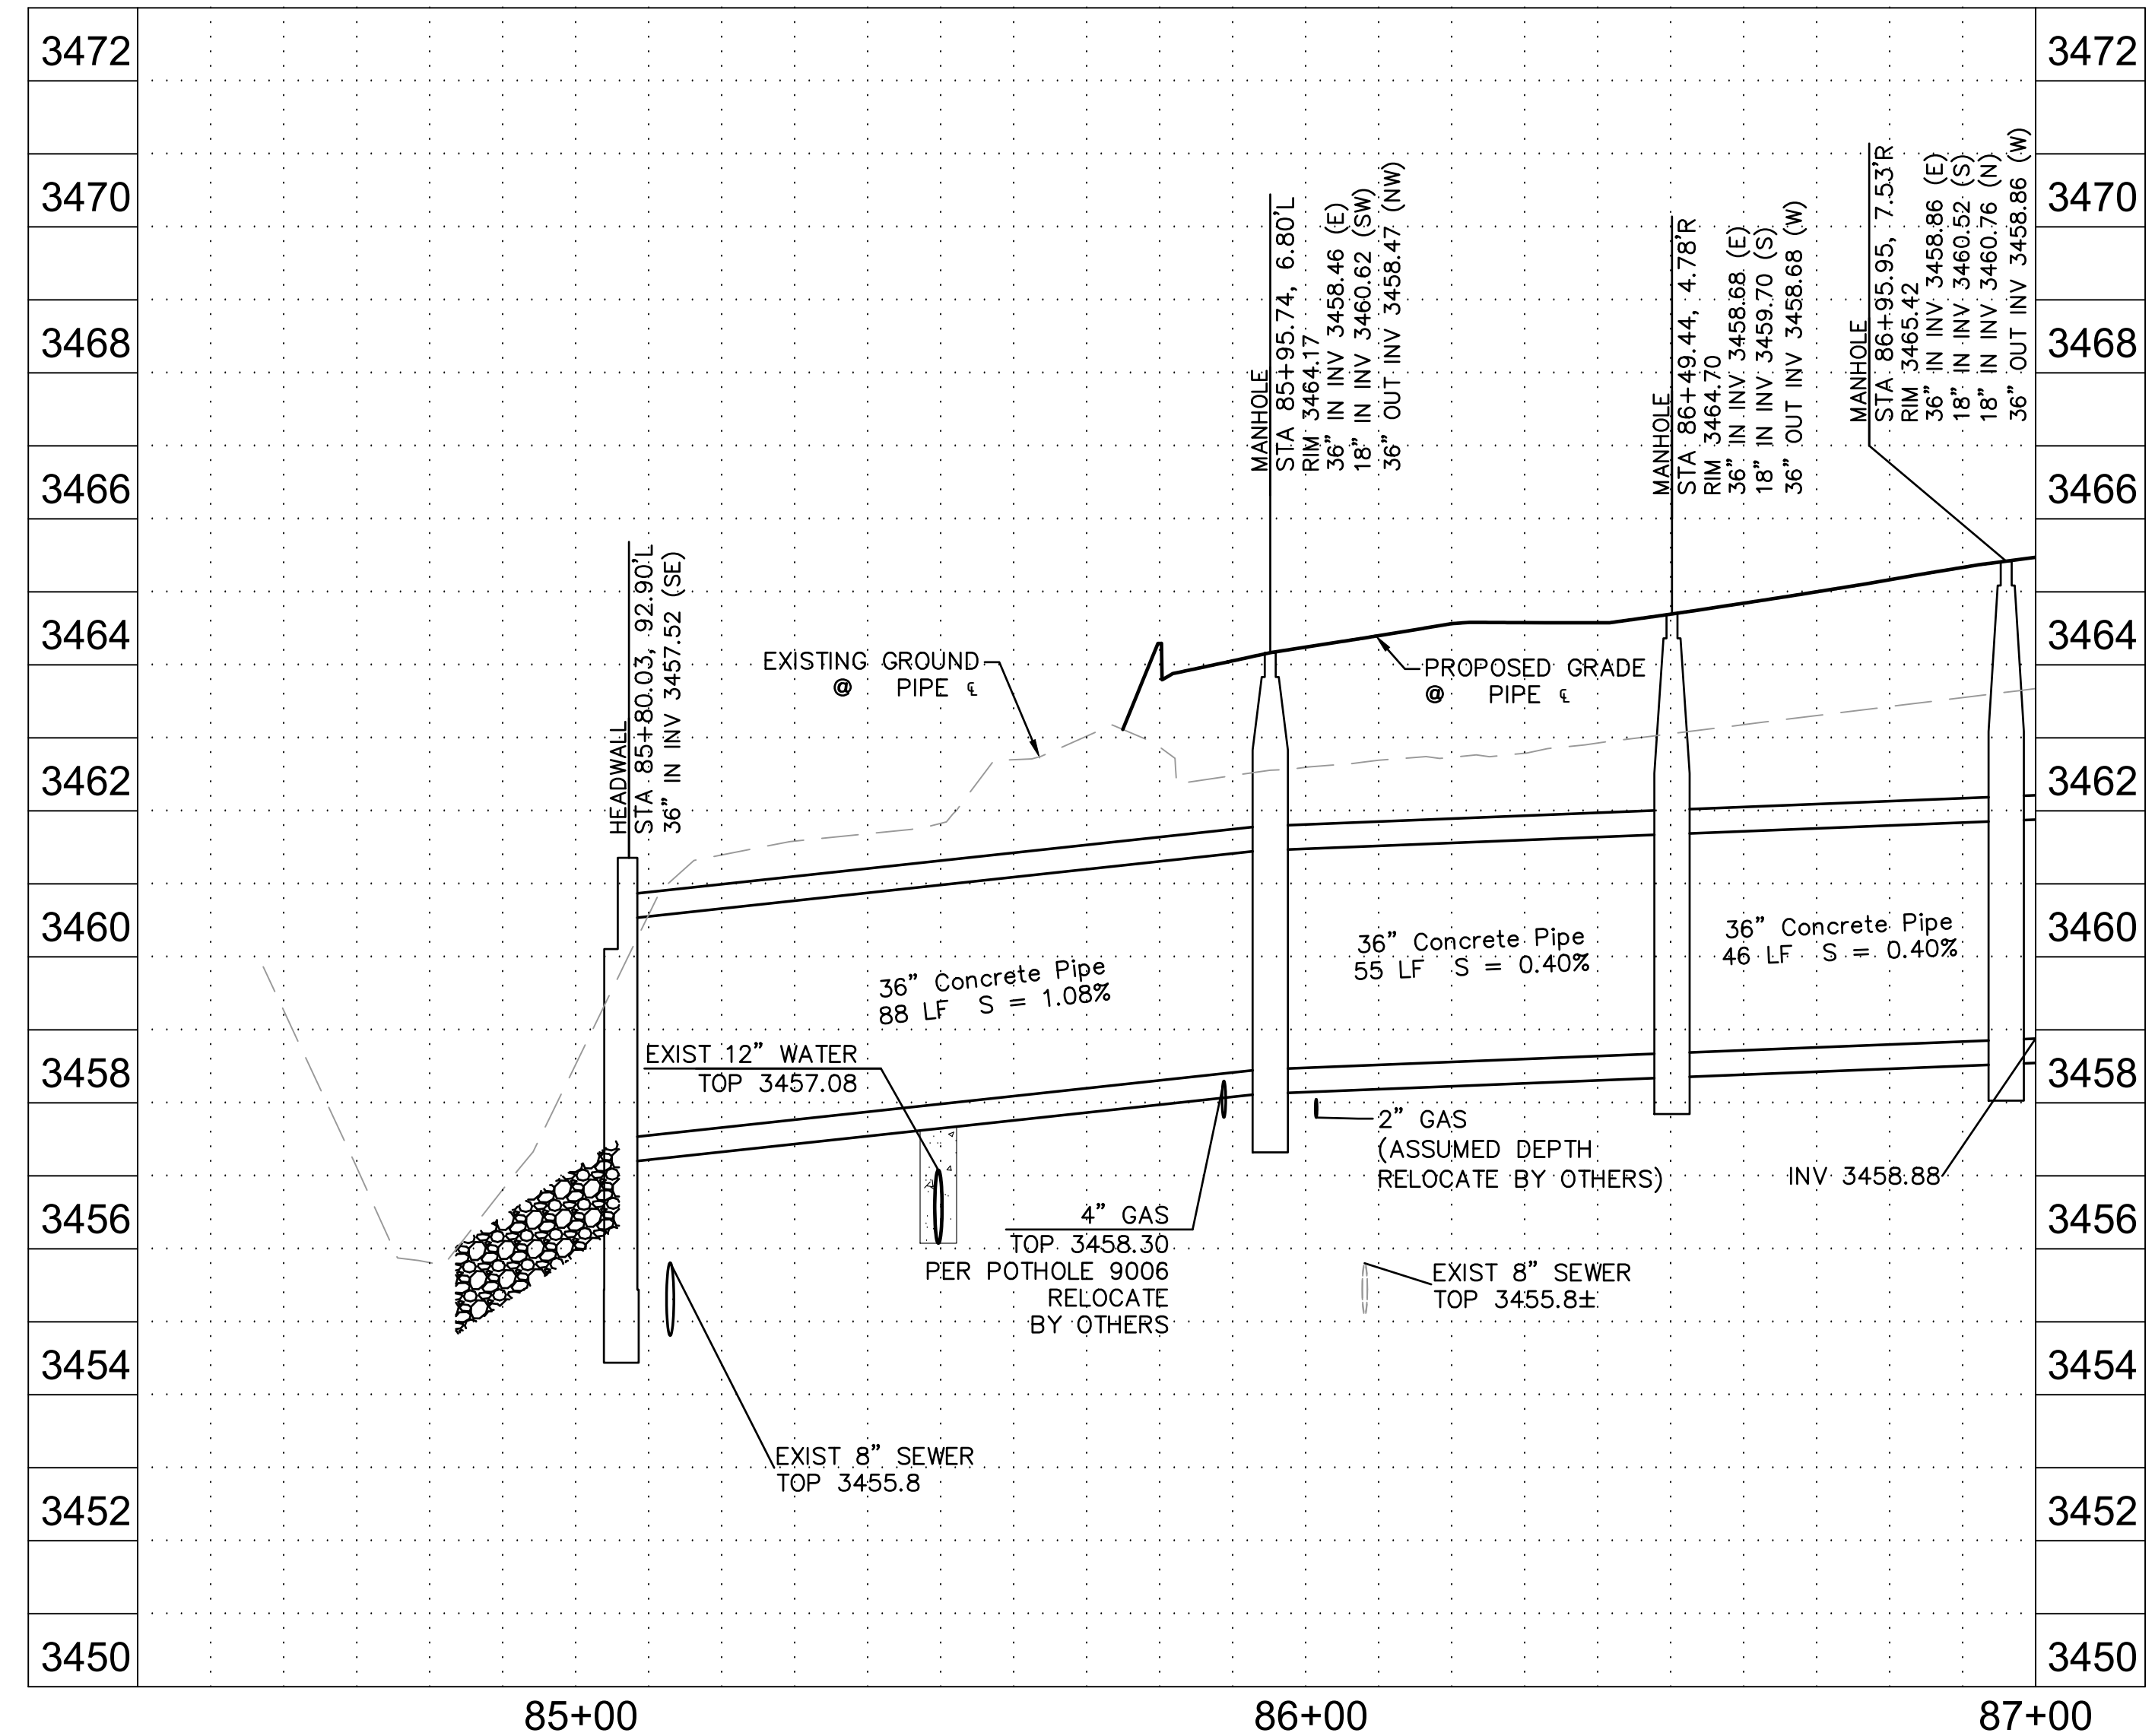 3472
3470
3468
3466
3464
3462
3460
3458
3456
3454
3452
3450
HEADWALL
STA 85+80.03, 92.90'L
36" IN INV 3457.52 (SE)
EXISTING GROUND
@ PIPE ℄
MANHOLE
STA 85+95.74, 6.80'L
RIM 3464.17
36" IN INV 3458.46 (E)
18" IN INV 3460.62 (SW)
36" OUT INV 3458.47 (NW)
PROPOSED GRADE
@ PIPE ℄
MANHOLE
STA 86+49.44, 4.78'R
RIM 3464.70
36" IN INV 3458.68 (E)
18" IN INV 3459.70 (S)
36" OUT INV 3458.68 (W)
MANHOLE
STA 86+95.95, 7.53'R
RIM 3465.42
36" IN INV 3458.86 (E)
18" IN INV 3460.52 (S)
18" IN INV 3460.76 (N)
36" OUT INV 3458.86 (W)
36" Concrete Pipe
88 LF S = 1.08%
36" Concrete Pipe
55 LF S = 0.40%
36" Concrete Pipe
46 LF S = 0.40%
EXIST 12" WATER
TOP 3457.08
4" GAS
TOP 3458.30
PER POTHOLE 9006
RELOCATE
BY OTHERS
2" GAS
(ASSUMED DEPTH
RELOCATE BY OTHERS)
INV 3458.88
EXIST 8" SEWER
TOP 3455.8±
EXIST 8" SEWER
TOP 3455.8
3472
3470
3468
3466
3464
3462
3460
3458
3456
3454
3452
3450
85+00
86+00
87+00